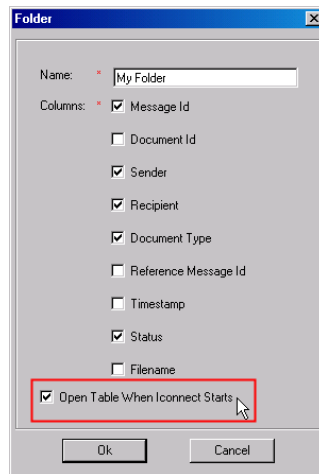 Folder
Name: * My Folder
Columns: * Message Id
Document Id
Sender
Recipient
Document Type
Reference Message Id
Timestamp
Status
Filename
Open Table When Iconnect Starts
Ok Cancel